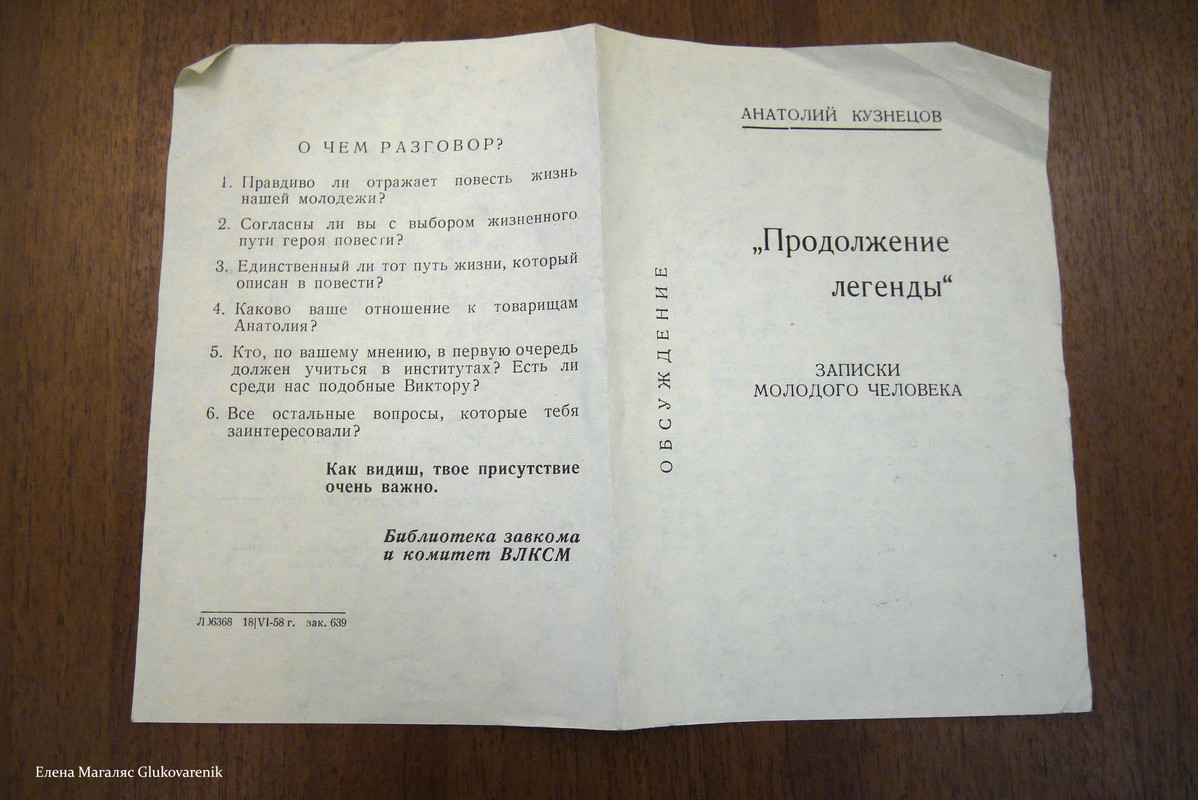 О ЧЕМ РАЗГОВОР?
1. Правдиво ли отражает повесть жизнь
нашей молодежи?
2. Согласны ли вы с выбором жизненного
пути героя повести?
3. Единственный ли тот путь жизни, который
описан в повести?
4. Каково ваше отношение к товарищам
Анатолия?
5. Кто, по вашему мнению, в первую очередь
должен учиться в институтах? Есть ли
среди нас подобные Виктору?
6. Все остальные вопросы, которые тебя
заинтересовали?
Как видиш, твое присутствие
очень важно.
Библиотека завкома
и комитет ВЛКСМ
18|VI-58 г. зак. 639
ОБСУЖДЕНИЕ
АНАТОЛИЙ КУЗНЕЦОВ
„Продолжение
легенды“
ЗАПИСКИ
МОЛОДОГО ЧЕЛОВЕКА
Елена Магаляс Glukovarenik